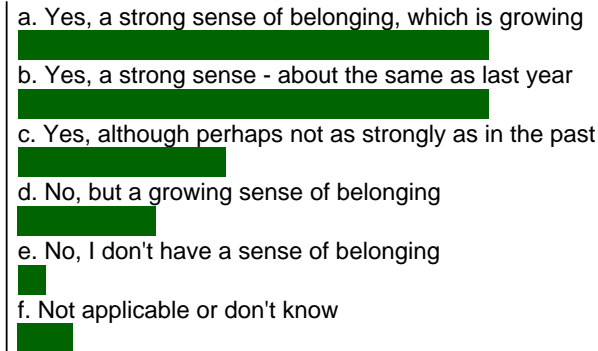 a. Yes, a strong sense of belonging, which is growing
b. Yes, a strong sense - about the same as last year
c. Yes, although perhaps not as strongly as in the past
d. No, but a growing sense of belonging
e. No, I don't have a sense of belonging
f. Not applicable or don't know